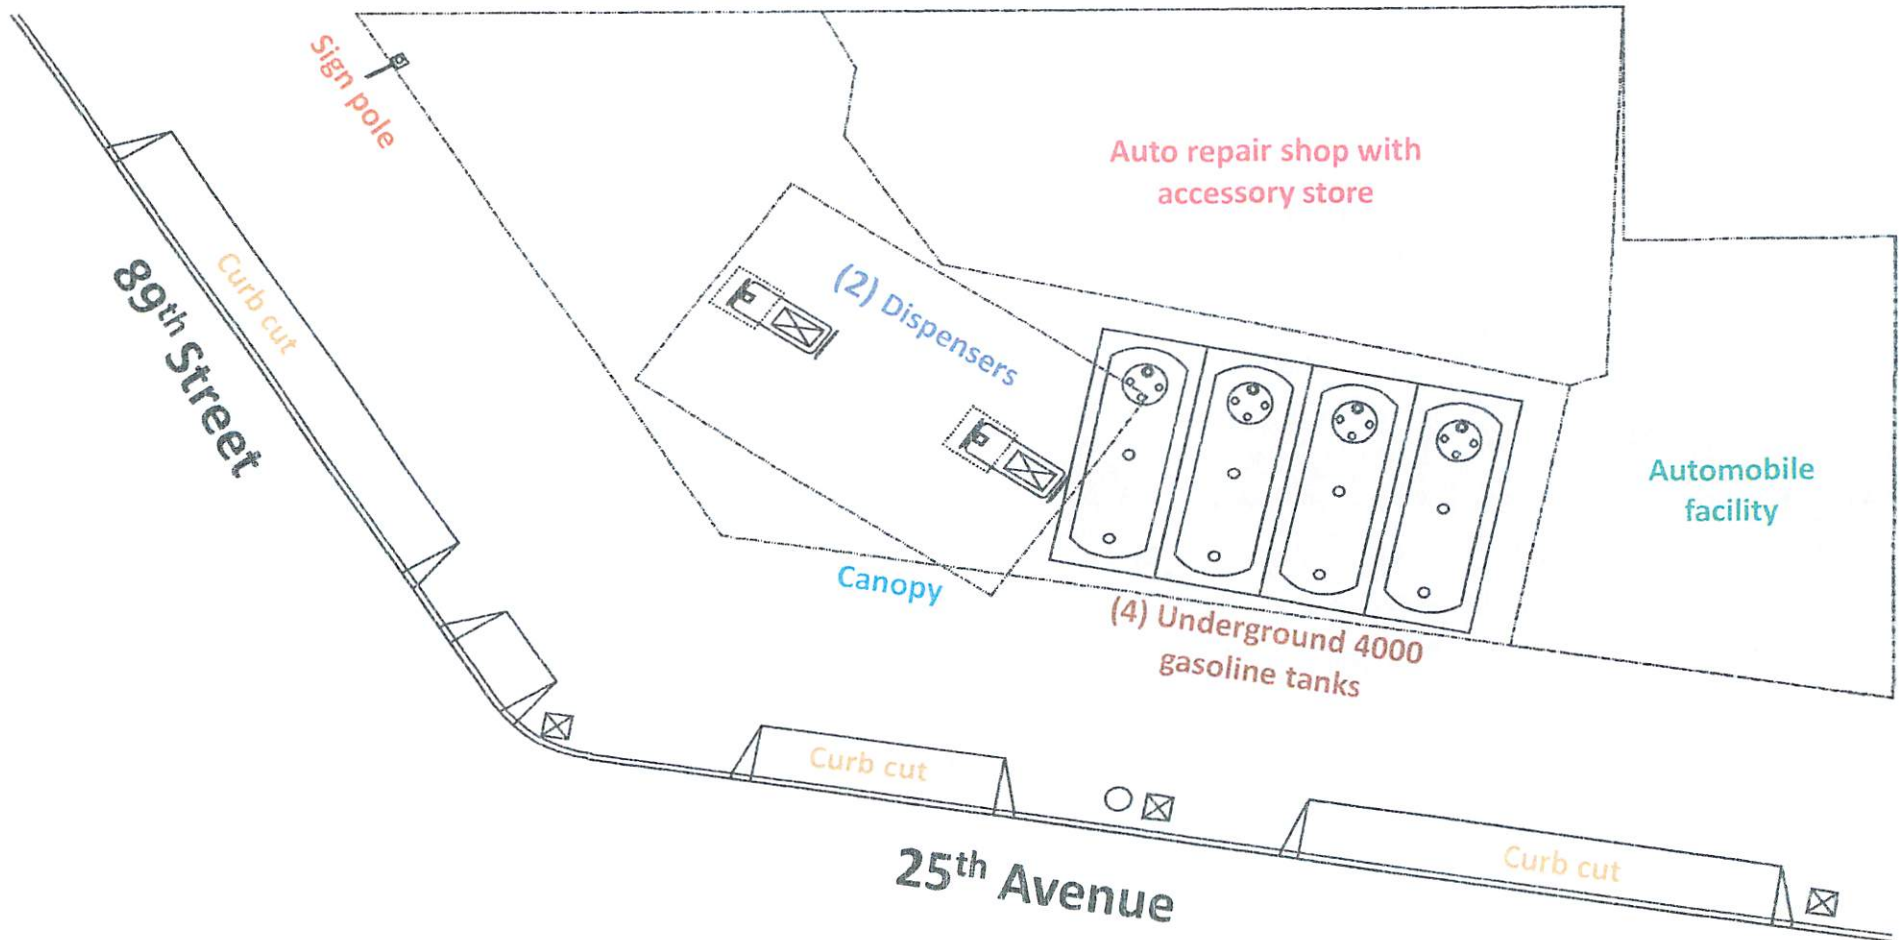 Sign pole
Auto repair shop with
accessory store
Curb cut
89th Street
(2) Dispensers
Automobile
facility
Canopy
(4) Underground 4000
gasoline tanks
Curb cut
Curb cut
25th Avenue